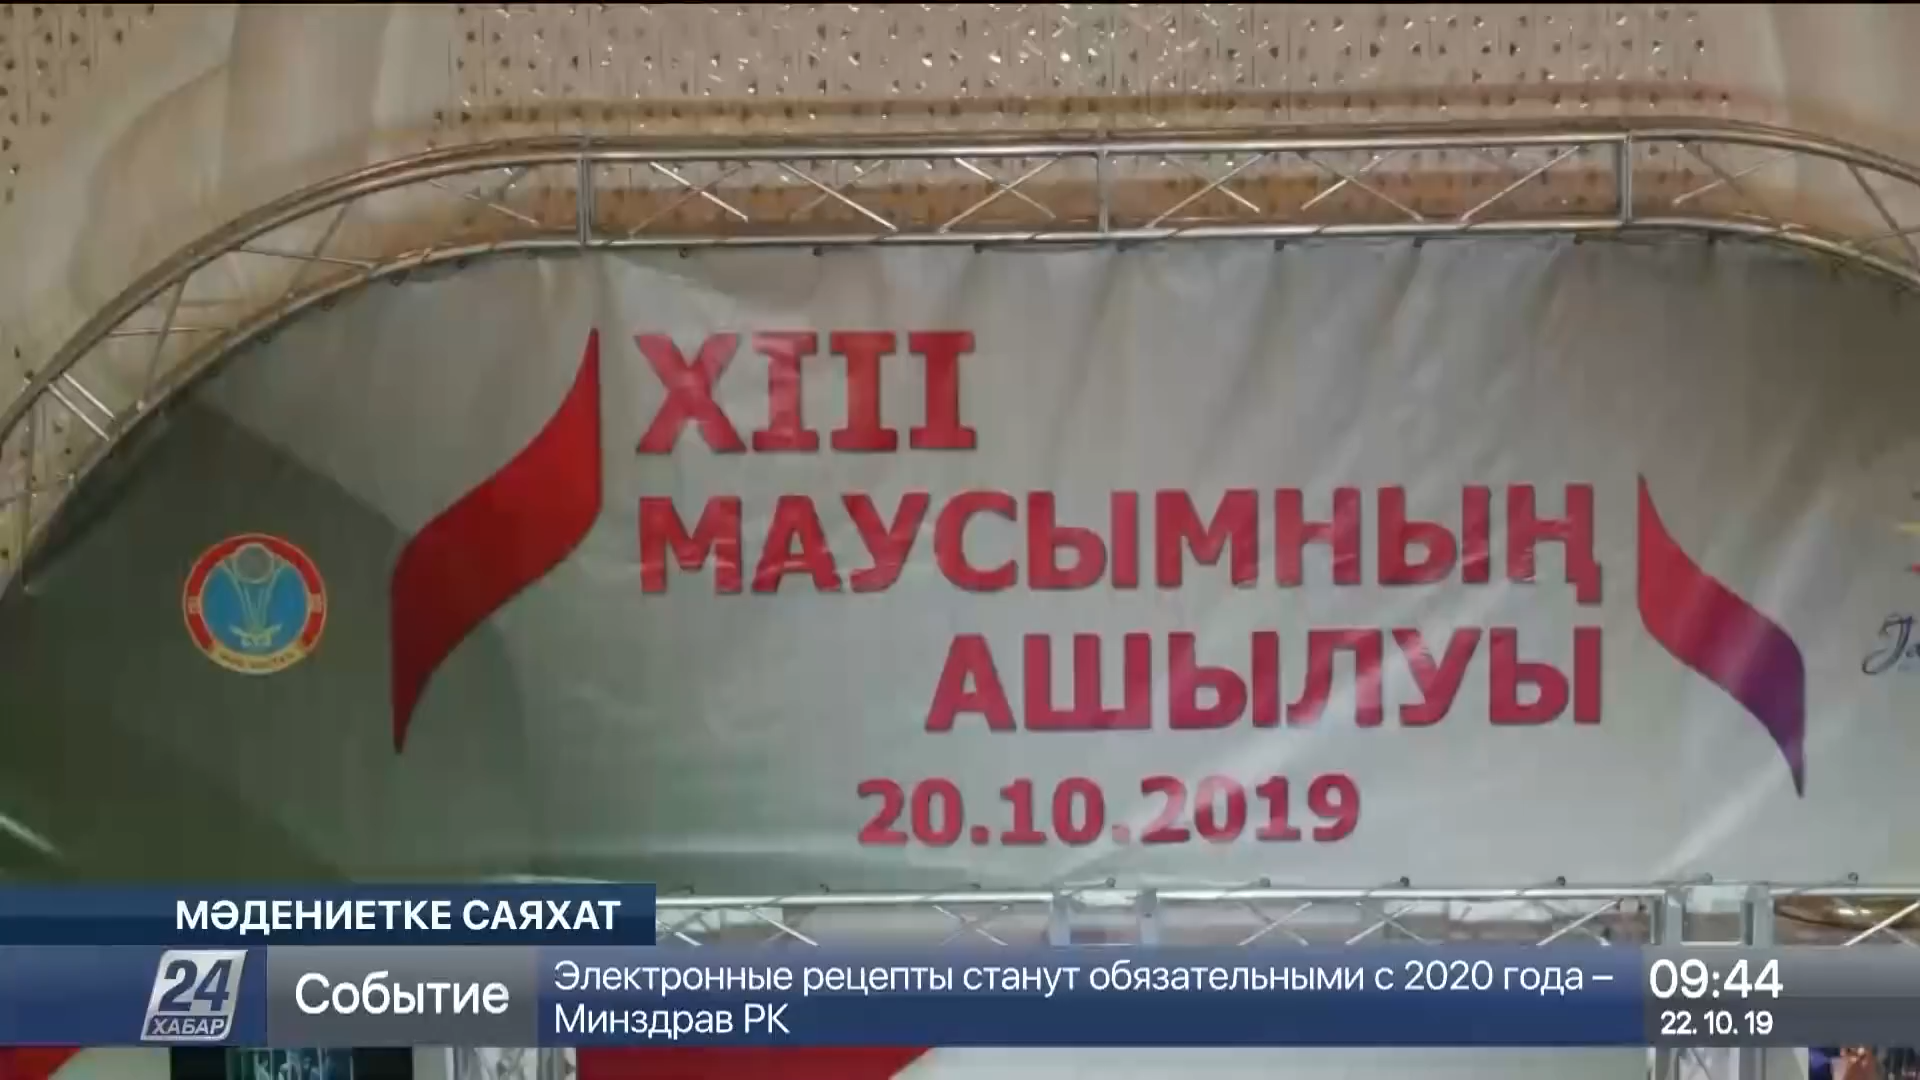 XIII
МАУСЫМНЫҢ
АШЫЛУЫ
20.10.2019
МӘДЕНИЕТКЕ САЯХАТ
24
ХАБАР
Событие
Электронные рецепты станут обязательными с 2020 года –
Минздрав РК
09:44
22.10.19